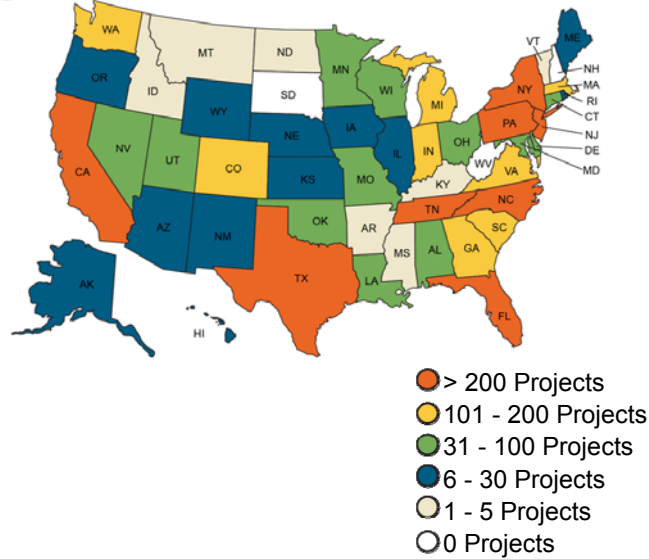 WA
MT
ND
MN
VT
ME
OR
ID
WY
SD
WI
MI
NY
NH
MA
RI
CT
NJ
DE
MD
NV
UT
CO
NE
IA
IL
IN
OH
PA
CA
KS
MO
KY
WV
VA
AZ
NM
OK
AR
TN
NC
SC
TX
LA
MS
AL
GA
FL
AK
HI
> 200 Projects
101 - 200 Projects
31 - 100 Projects
6 - 30 Projects
1 - 5 Projects
0 Projects